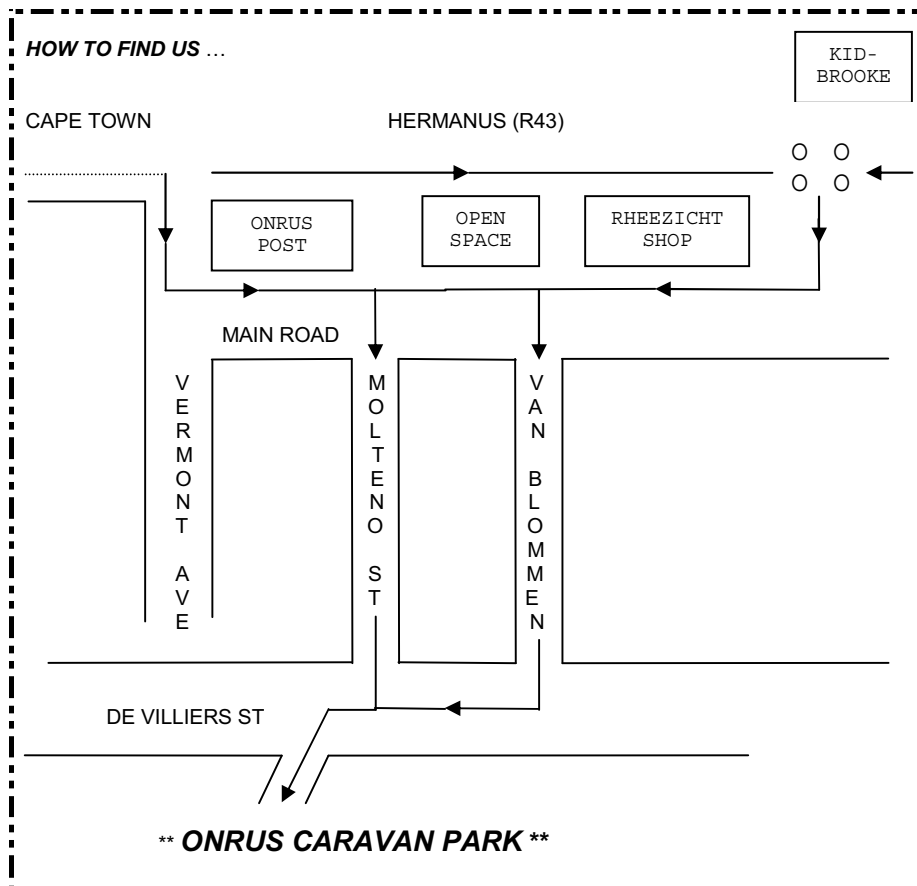 HOW TO FIND US …
KID-
BROOKE
CAPE TOWN
HERMANUS (R43)
O O
O O
ONRUS
POST
OPEN
SPACE
RHEEZICHT
SHOP
MAIN ROAD
VERMONT AVE
MOLTENO ST
VAN BLOMMEN
DE VILLIERS ST
** ONRUS CARAVAN PARK **